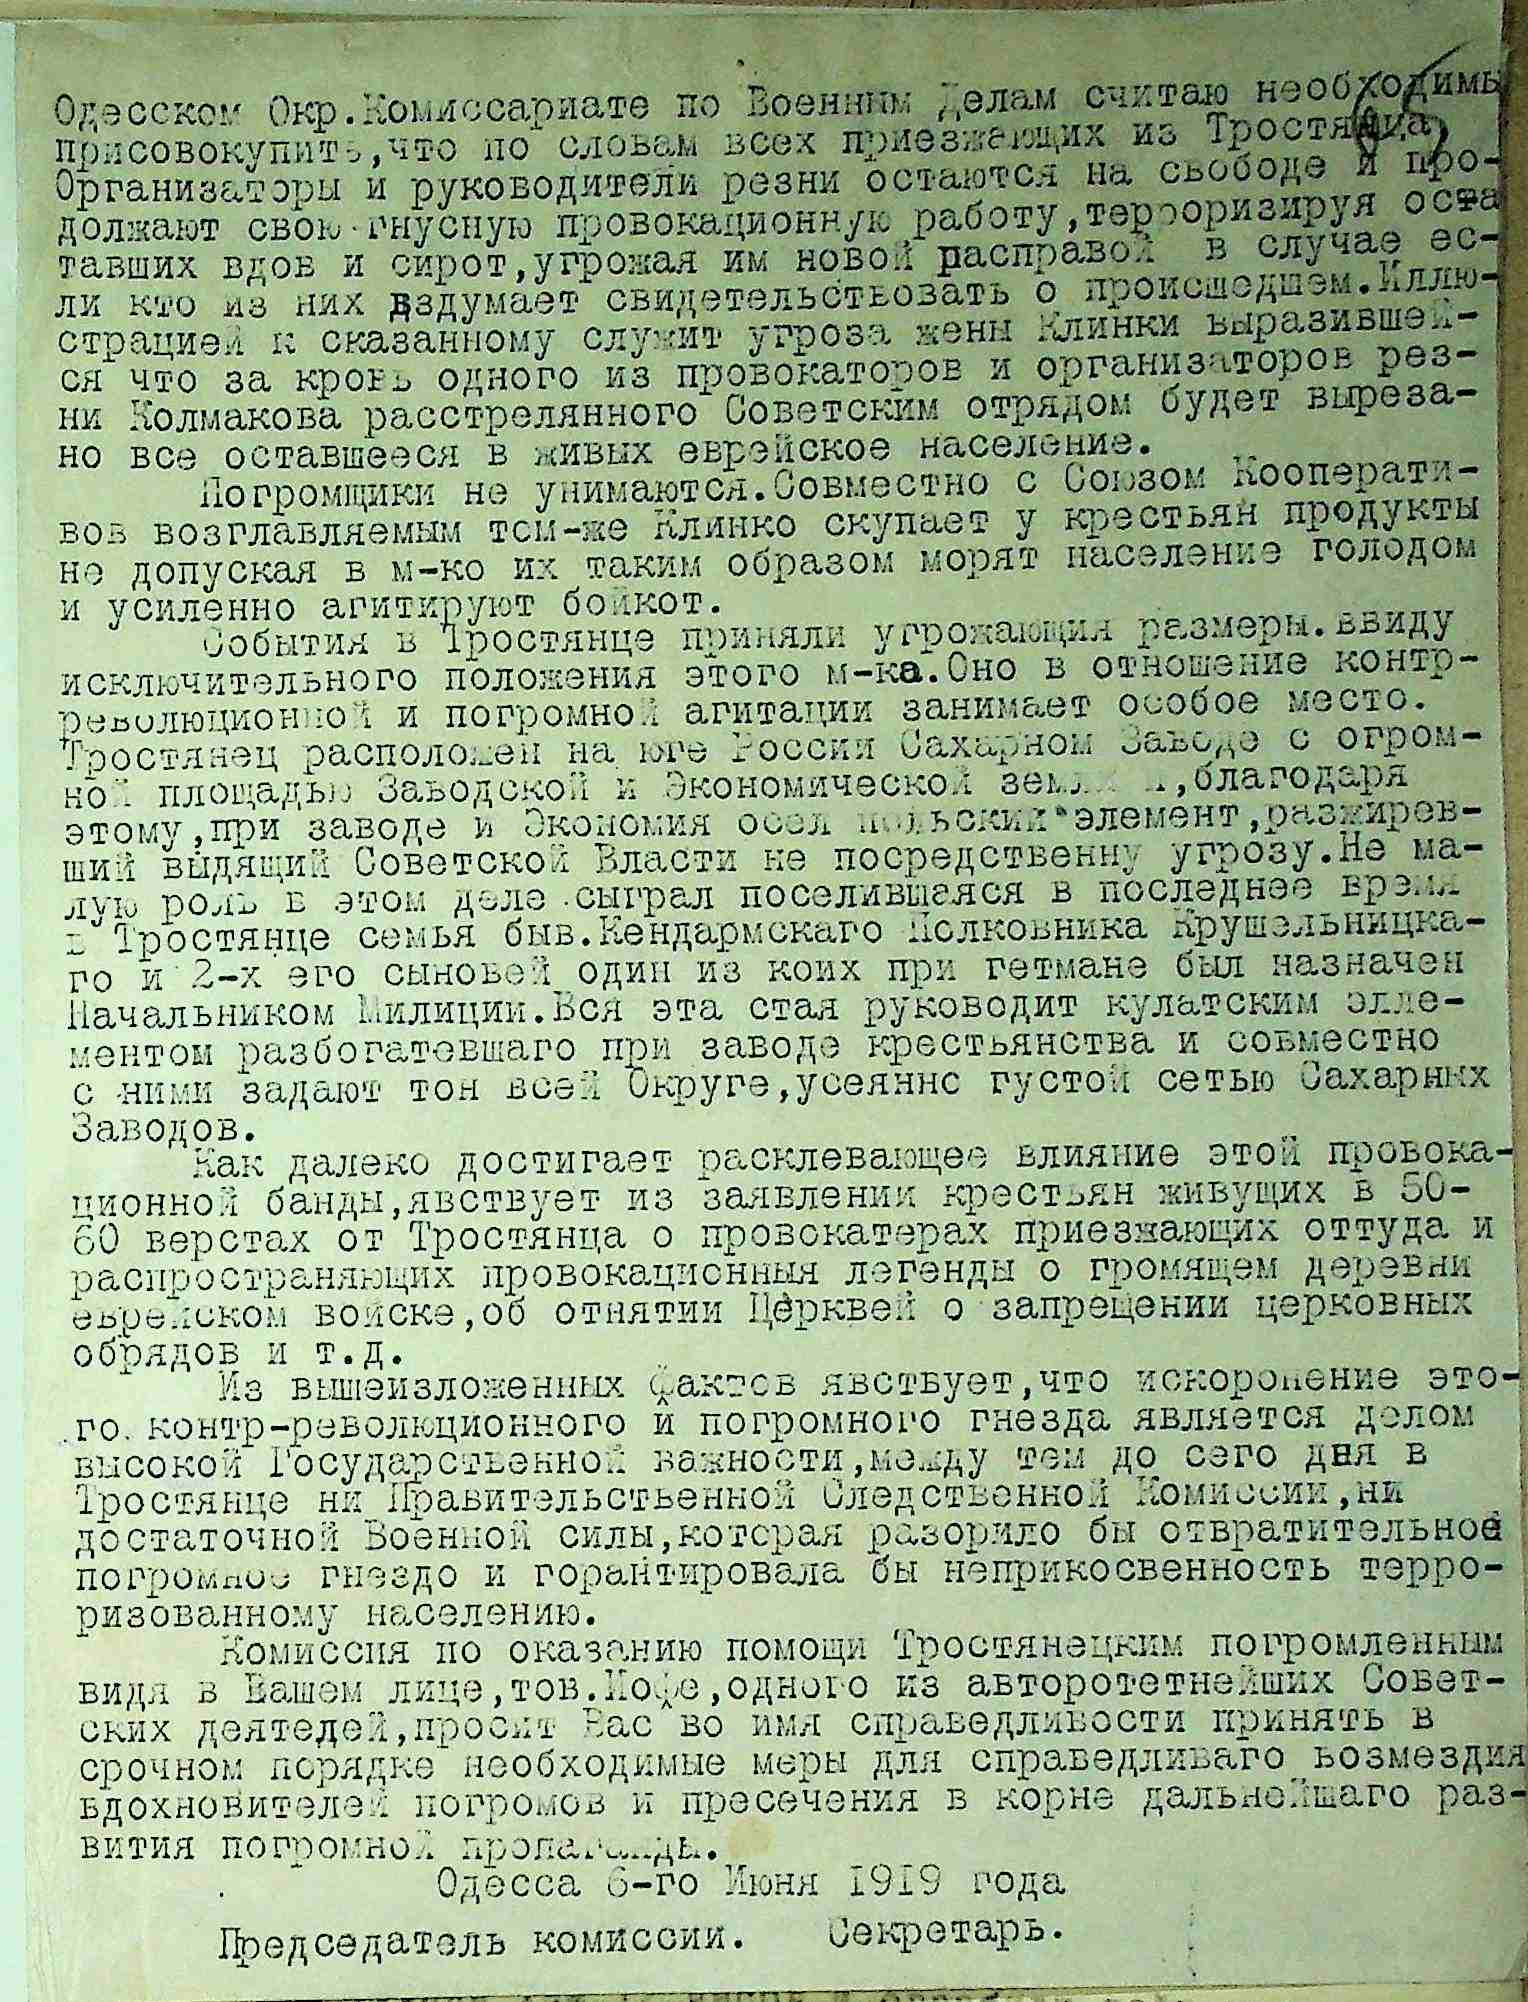 Одесском Окр.Комиссариате по Военным Делам считаю необходимы
присовокупить,что по словам всех приезжающих из Тростянца
Организаторы и руководители резни остаются на свободе и про-
должают свою гнусную провокационную работу,терроризируя оста
тавших вдов и сирот,угрожая им новой расправой в случае ес-
ли кто из них вздумает свидетельствовать о происшедшем.Иллю-
страцией к сказанному служит угроза жены Клинки выразившей-
ся что за кровь одного из провокаторов и организаторов рез-
ни Колмакова расстрелянного Советским отрядом будет выреза-
но все оставшееся в живых еврейское население.
Погромщики не унимаются.Совместно с Союзом Кооперати-
вов возглавляемым тем-же Клинко скупает у крестьян продукты
не допуская в м-ко их таким образом морят население голодом
и усиленно агитируют бойкот.
События в Тростянце приняли угрожающия размеры.ввиду
исключительного положения этого м-ка.Оно в отношение контр-
революционной и погромной агитации занимает особое место.
Тростянец расположен на юге России Сахарном Заводе с огром-
ной площадью Заводской и Экономической земли и,благодаря
этому,при заводе и Экономия осел польский элемент,разжирев-
ший выдящий Советской Власти не посредственну угрозу.Не ма-
лую роль в этом деле сыграл поселившаяся в последнее время
в Тростянце семья быв.Кендармскаго Полковника Крушельницка-
го и 2-х его сыновей один из коих при гетмане был назначен
Начальником Милиции.Вся эта стая руководит кулатским элле-
ментом разбогатевшаго при заводе крестьянства и совместно
с ними задают тон всей Округе,усеяннс густой сетью Сахарных
Заводов.
Как далеко достигает расклевающее влияние этой провока-
ционной банды,явствует из заявлении крестьян живущих в 50-
60 верстах от Тростянца о провокатерах приезжающих оттуда и
распространяющих провокационныя легенды о громящем деревни
еврейском войске,об отнятии Церквей о запрещении церковных
обрядов и т.д.
Из вышеизложенных фактов явствует,что искоронение это-
го контр-революционного и погромного гнезда является делом
высокой Государственной важности,между тем до сего дня в
Тростянце ни Правительственной Следственной Комиссии,ни
достаточной Военной силы,которая разорило бы отвратительное
погромное гнездо и горантировала бы неприкосвенность терро-
ризованному населению.
Комиссия по оказанию помощи Тростянецким погромленным
видя в Вашем лице,тов.Иофе,одного из авторотетнейших Совет-
ских деятедей,просит Вас во имя справедливости принять в
срочном порядке необходимые меры для справедливаго возмездия
вдохновителей погромов и пресечения в корне дальнейшаго раз-
вития погромной пропаганды.
Одесса 6-го Июня 1919 года
Председатель комиссии. Секретарь.